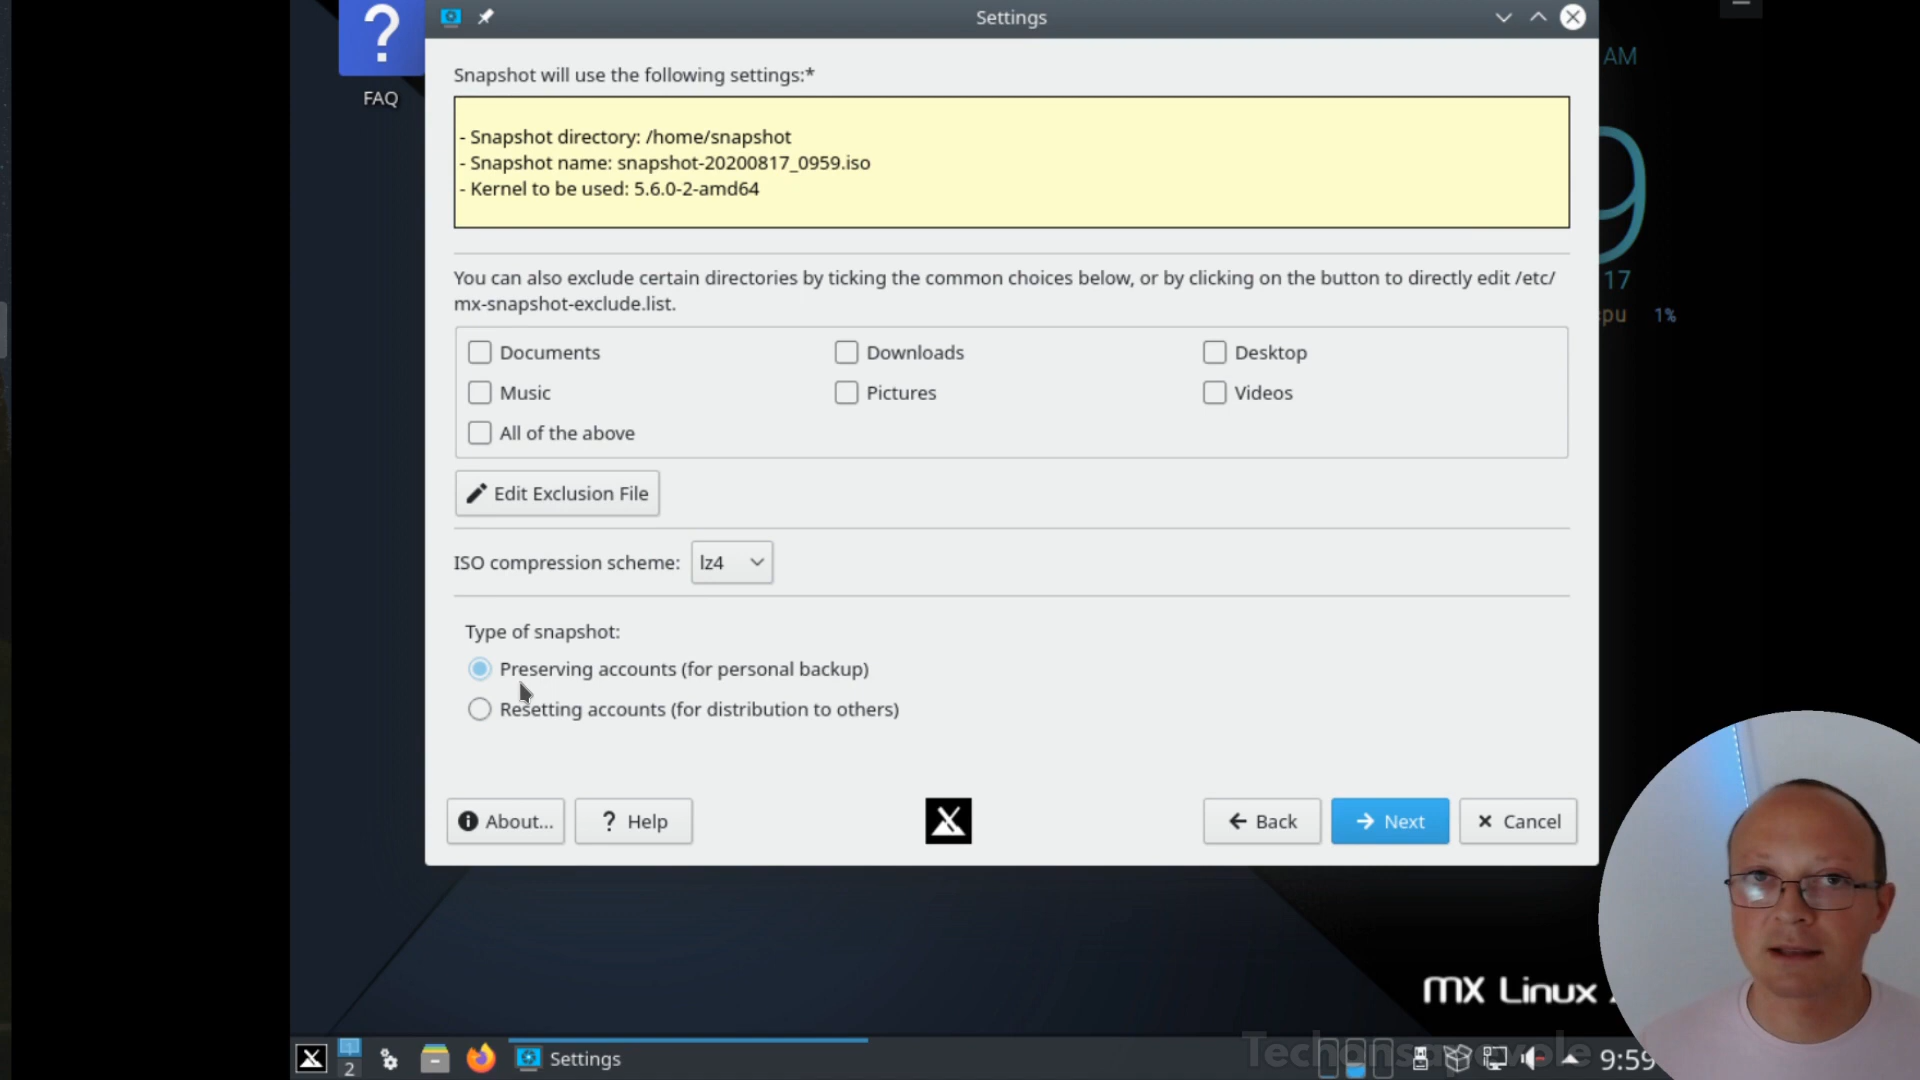 Settings
AM
FAQ
Snapshot will use the following settings:*
- Snapshot directory: /home/snapshot
- Snapshot name: snapshot-20200817_0959.iso
- Kernel to be used: 5.6.0-2-amd64
9
You can also exclude certain directories by ticking the common choices below, or by clicking on the button to directly edit /etc/
mx-snapshot-exclude.list.
17
pu 1%
Documents
Downloads
Desktop
Music
Pictures
Videos
All of the above
Edit Exclusion File
ISO compression scheme: lz4
Type of snapshot:
Preserving accounts (for personal backup)
Resetting accounts (for distribution to others)
About...
? Help
Back
Next
Cancel
MX Linux
2
Settings
9:59